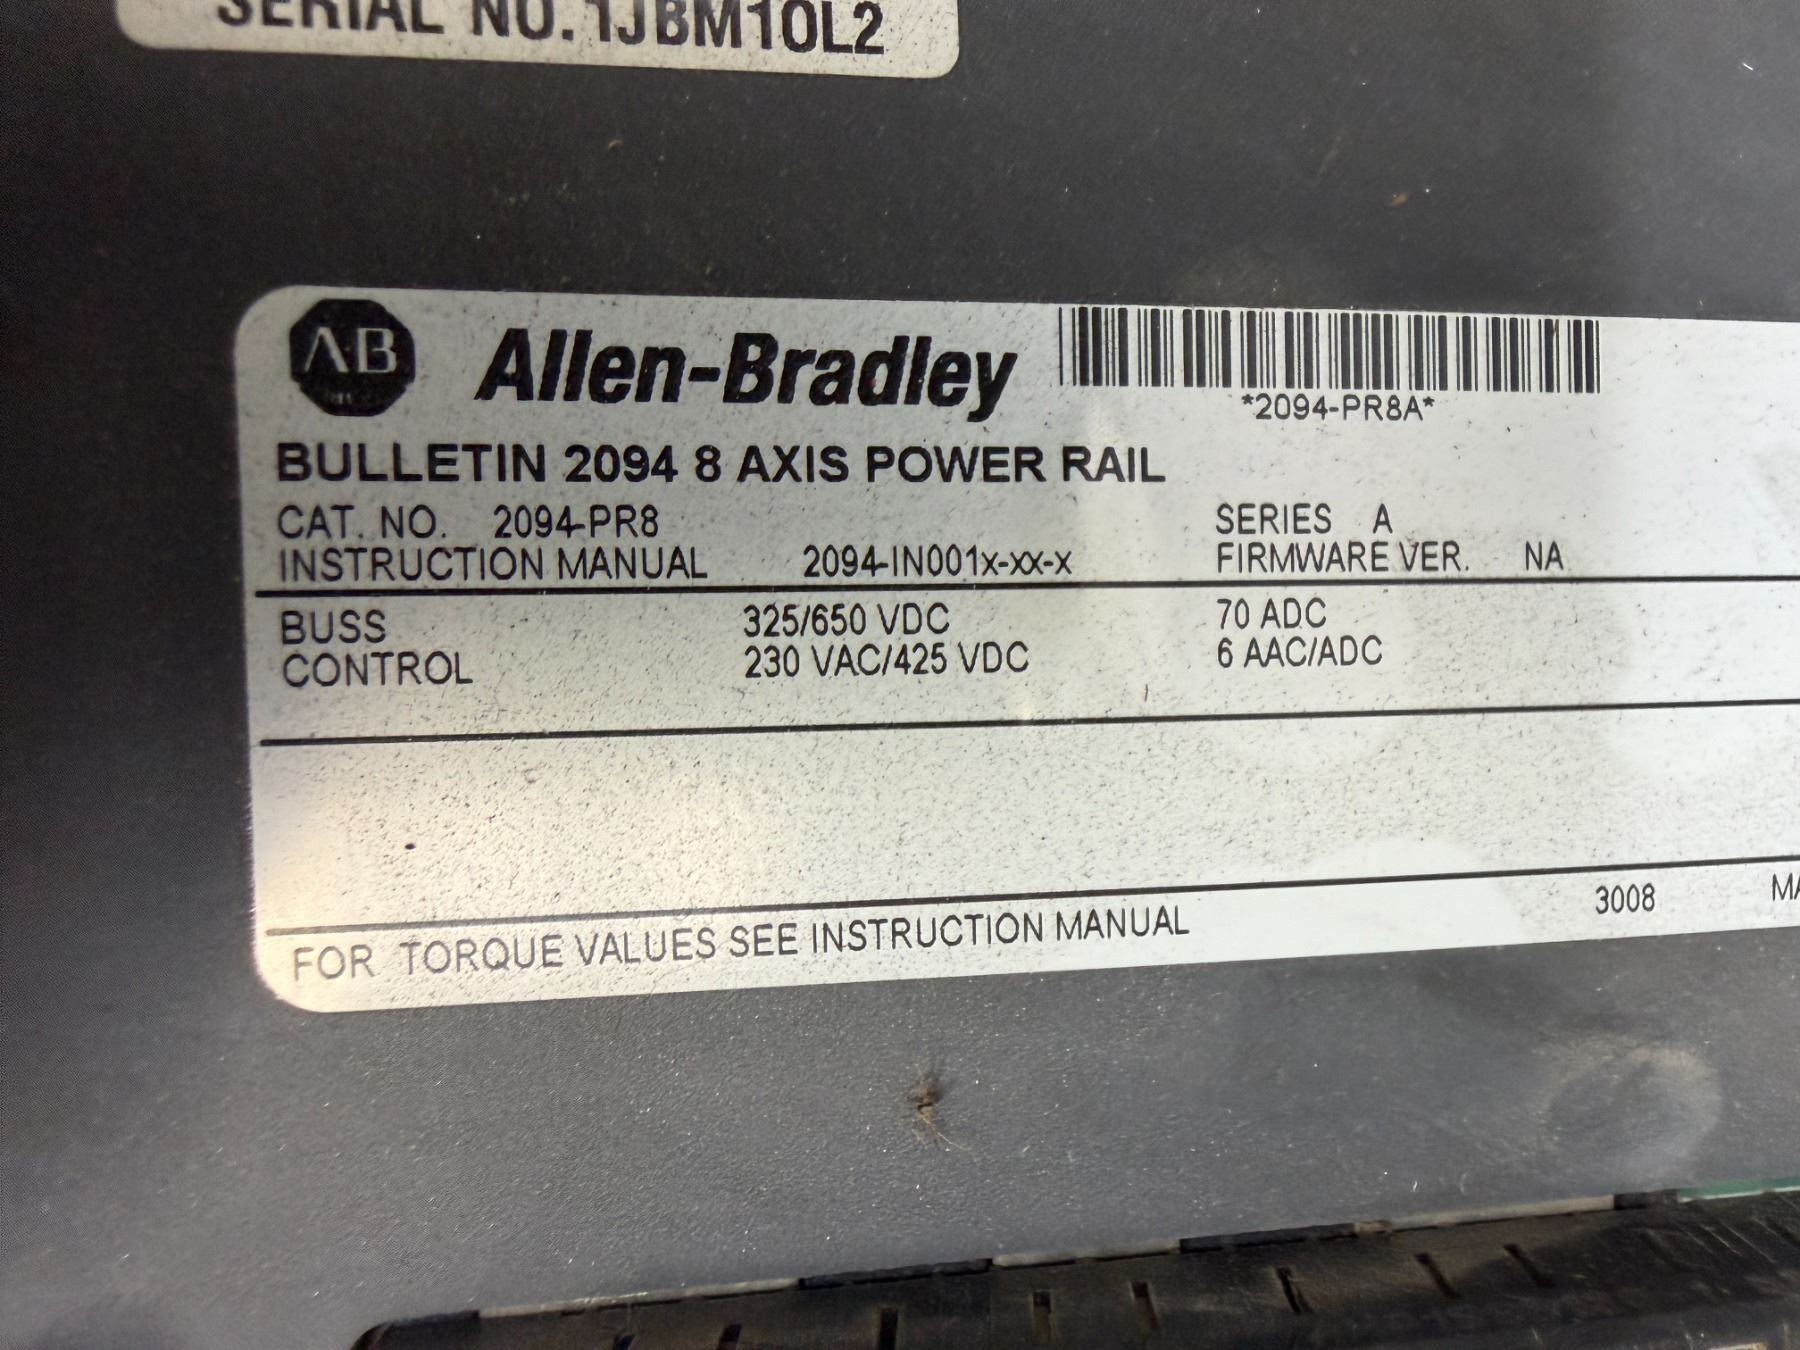 SERIAL NO. 1JBM10L2
AB
Allen-Bradley
*2094-PR8A*
BULLETIN 2094 8 AXIS POWER RAIL
CAT. NO. 2094-PR8 SERIES A
INSTRUCTION MANUAL 2094-IN001x-xx-x FIRMWARE VER. NA
BUSS 325/650 VDC 70 ADC
CONTROL 230 VAC/425 VDC 6 AAC/ADC
FOR TORQUE VALUES SEE INSTRUCTION MANUAL 3008